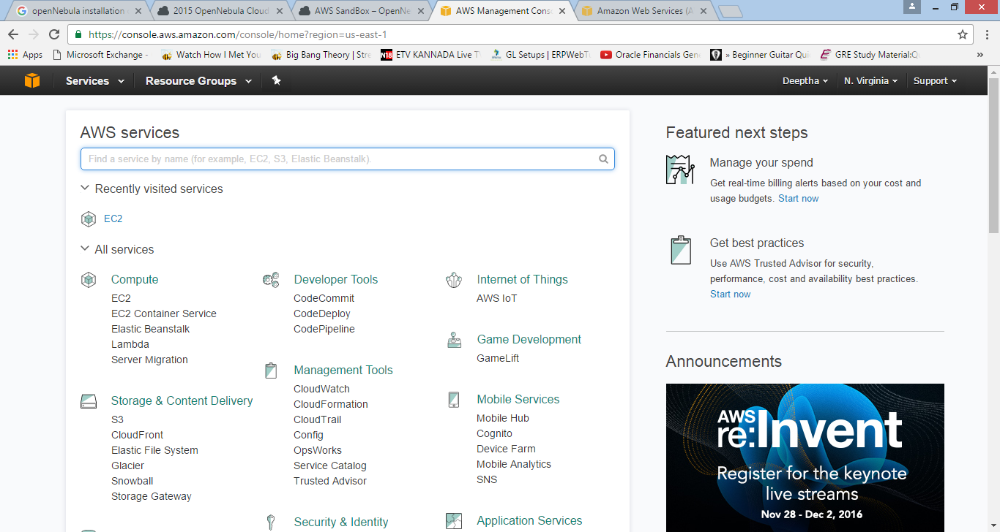 openNebula installation
2015 OpenNebula Cloud
AWS SandBox – OpenNe
AWS Management Cons
Amazon Web Services (A
https://console.aws.amazon.com/console/home?region=us-east-1
Apps
Microsoft Exchange -
Watch How I Met You
Big Bang Theory | Stre
N18
ETV KANNADA Live T
GL Setups | ERPWebT
Oracle Financials Gen
» Beginner Guitar Qu
GRE Study Material:Q
»
Services
Resource Groups
Deeptha
N. Virginia
Support
AWS services
Find a service by name (for example, EC2, S3, Elastic Beanstalk).
Recently visited services
EC2
All services
Compute
EC2
EC2 Container Service
Elastic Beanstalk
Lambda
Server Migration
Storage & Content Delivery
S3
CloudFront
Elastic File System
Glacier
Snowball
Storage Gateway
Developer Tools
CodeCommit
CodeDeploy
CodePipeline
Management Tools
CloudWatch
CloudFormation
CloudTrail
Config
OpsWorks
Service Catalog
Trusted Advisor
Security & Identity
Internet of Things
AWS IoT
Game Development
GameLift
Mobile Services
Mobile Hub
Cognito
Device Farm
Mobile Analytics
SNS
Application Services
Featured next steps
Manage your spend
Get real-time billing alerts based on your cost and
usage budgets. Start now
Get best practices
Use AWS Trusted Advisor for security,
performance, cost and availability best practices.
Start now
Announcements
AWS
re:Invent
Register for the keynote
live streams
Nov 28 - Dec 2, 2016